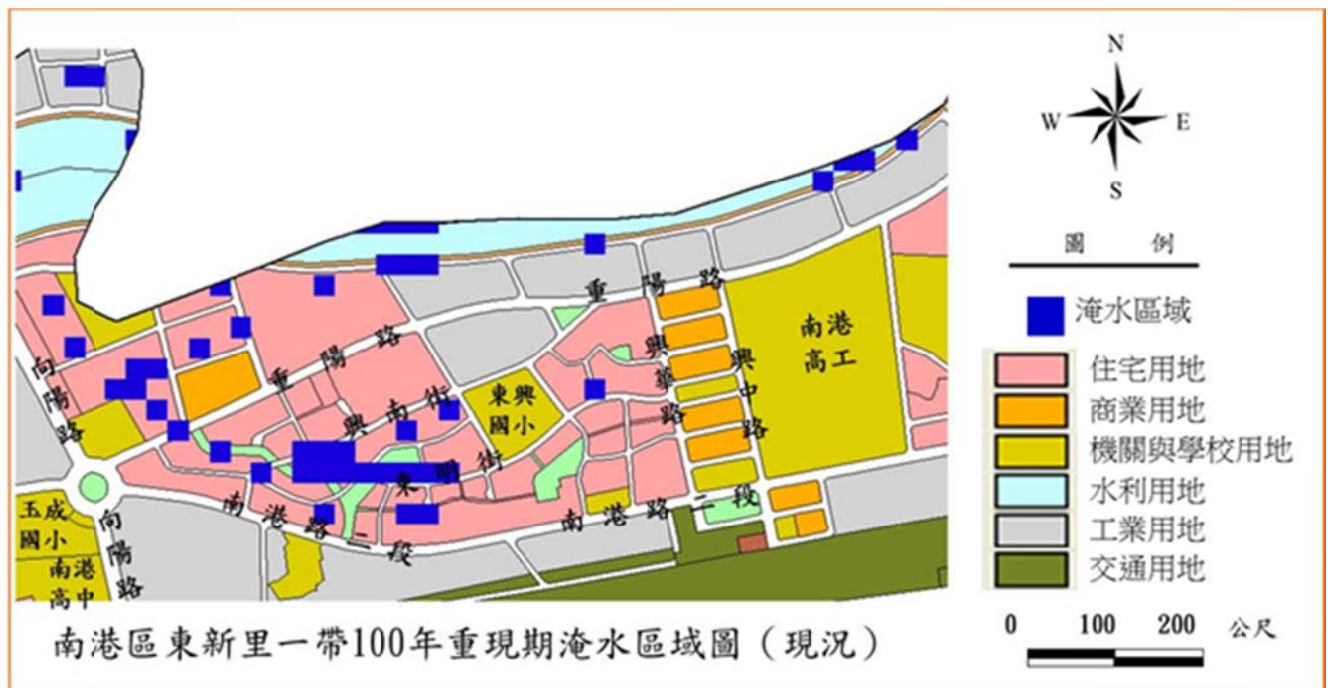 N
W
E
S
圖 例
淹水區域
住宅用地
商業用地
機關與學校用地
水利用地
工業用地
交通用地
0 100 200 公尺
重陽路
重陽路
南港
高工
興華路
興中路
向陽路
興南街
東興
國小
東明街
南港路二段
南港路二段
玉成
國小
南港
高中
向陽路
南港區東新里一帶100年重現期淹水區域圖（現況）